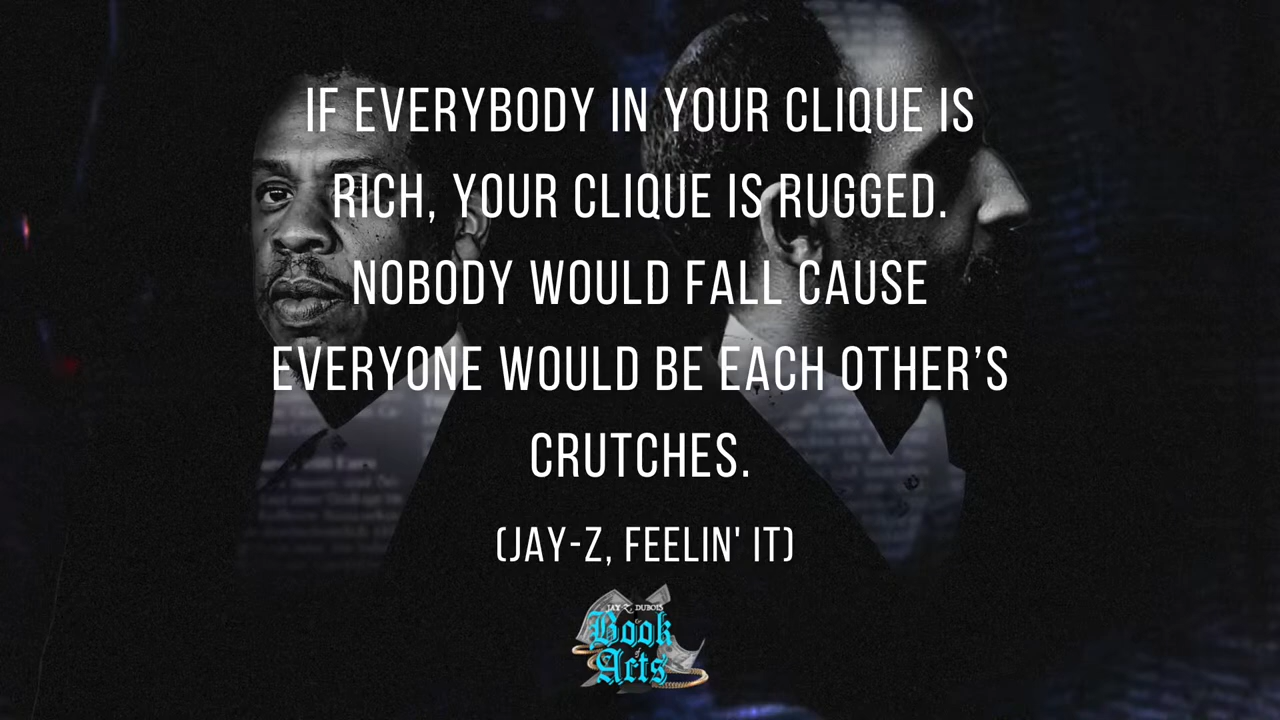 IF EVERYBODY IN YOUR CLIQUE IS
RICH, YOUR CLIQUE IS RUGGED.
NOBODY WOULD FALL CAUSE
EVERYONE WOULD BE EACH OTHER’S
CRUTCHES.
(JAY-Z, FEELIN' IT)
JAY Z DUBOIS
Book
of
Acts